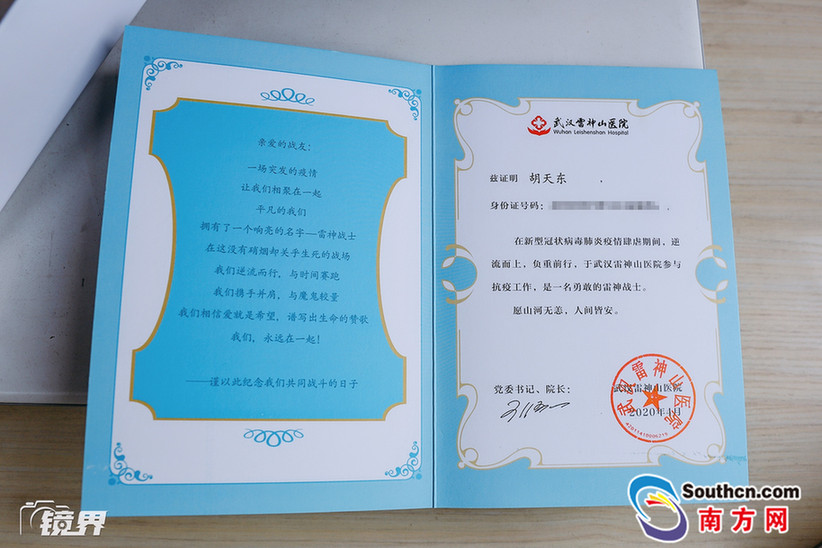 亲爱的战友：
一场突发的疫情
让我们相聚在一起
平凡的我们
拥有了一个响亮的名字—雷神战士
在这没有硝烟却关乎生死的战场
我们逆流而行，与时间赛跑
我们携手并肩，与魔鬼较量
我们相信爱就是希望，谱写出生命的赞歌
我们，永远在一起！
——谨以此纪念我们共同战斗的日子
武汉雷神山医院
Wuhan Leishenshan Hospital
兹证明 胡天东 ，
身份证号码：
在新型冠状病毒肺炎疫情肆虐期间，逆
流而上，负重前行，于武汉雷神山医院参与
抗疫工作，是一名勇敢的雷神战士。
愿山河无恙，人间皆安。
党委书记、院长：
武汉雷神山医院
2020年4月
武汉雷神山医院
镜界
Southcn.com
南方网